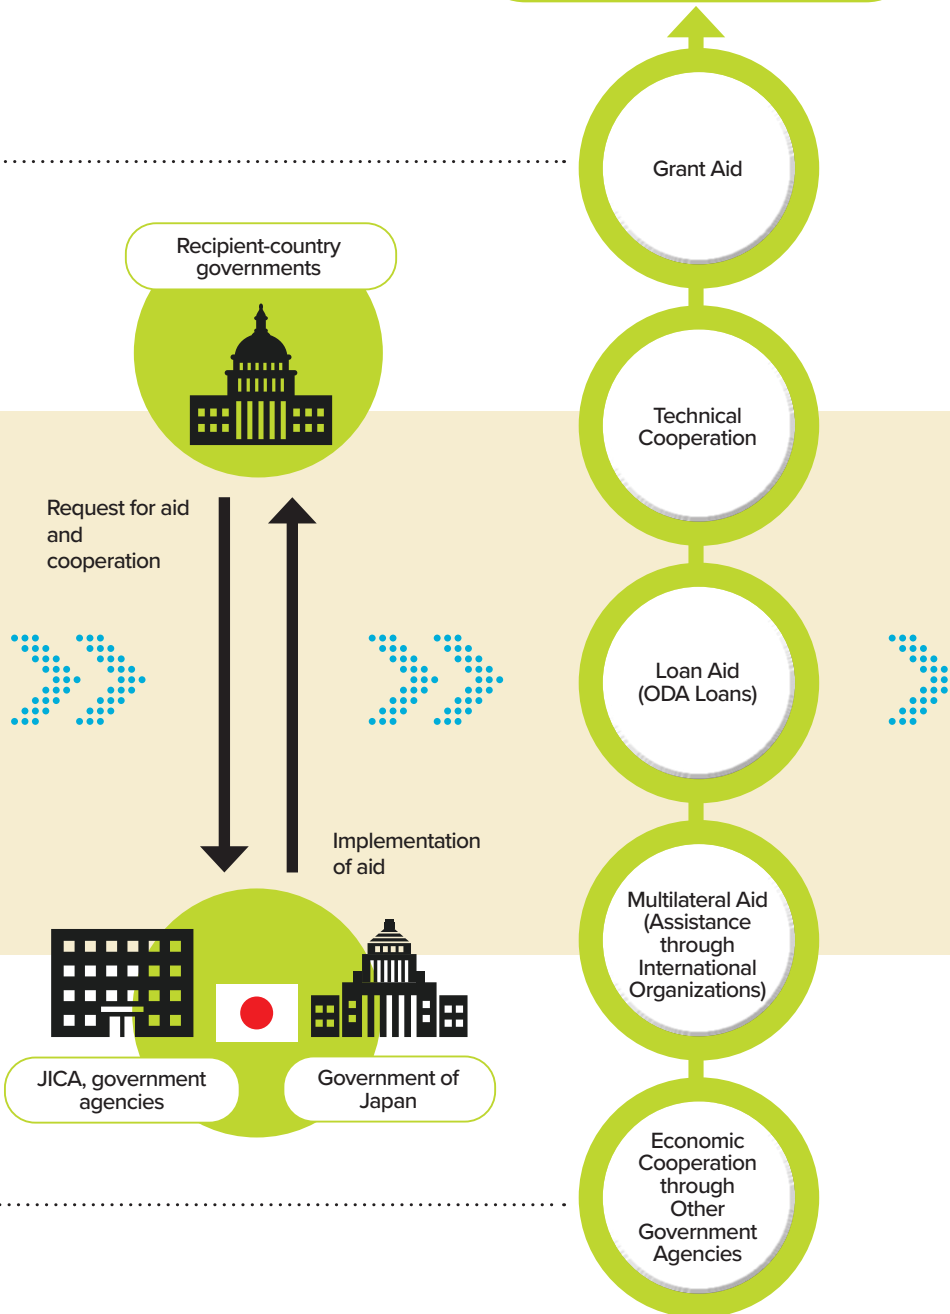 Grant Aid
Recipient-country
governments
Technical
Cooperation
Request for aid
and
cooperation
Loan Aid
(ODA Loans)
Implementation
of aid
Multilateral Aid
(Assistance
through
International
Organizations)
JICA, government
agencies
Government of
Japan
Economic
Cooperation
through
Other
Government
Agencies